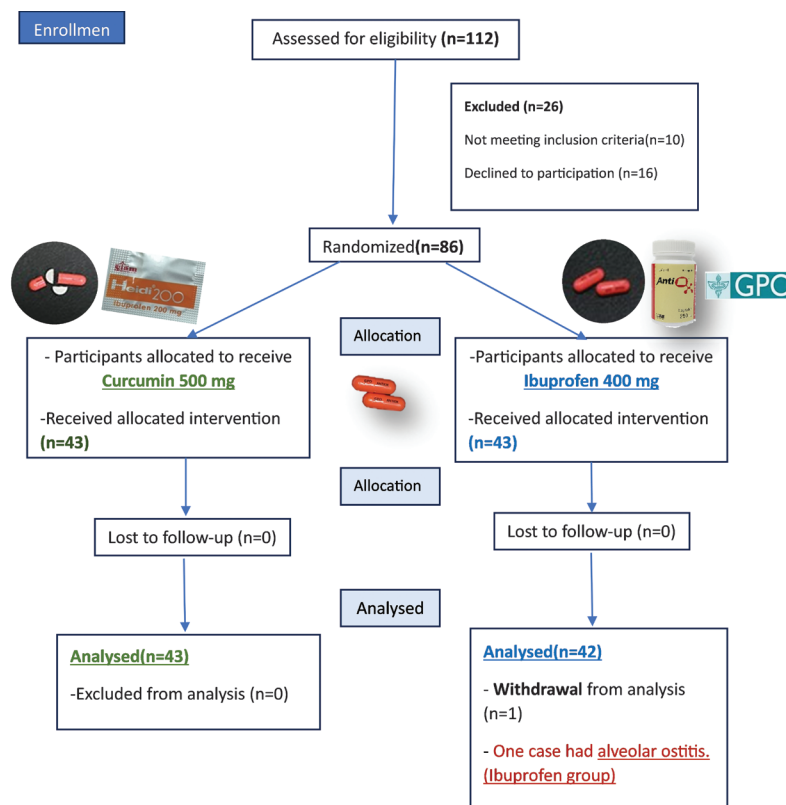 Enrollmen
Assessed for eligibility (n=112)
Excluded (n=26)
Not meeting inclusion criteria(n=10)
Declined to participation (n=16)
Randomized(n=86)
Heidi 200
ibuprofen 200 mg
AntiOx
GPO
Allocation
- Participants allocated to receive
Curcumin 500 mg
-Received allocated intervention
(n=43)
- Participants allocated to receive
Ibuprofen 400 mg
-Received allocated intervention
(n=43)
Allocation
Lost to follow-up (n=0)
Lost to follow-up (n=0)
Analysed
Analysed(n=43)
-Excluded from analysis (n=0)
Analysed(n=42)
- Withdrawal from analysis
(n=1)
- One case had alveolar ostitis.
(Ibuprofen group)